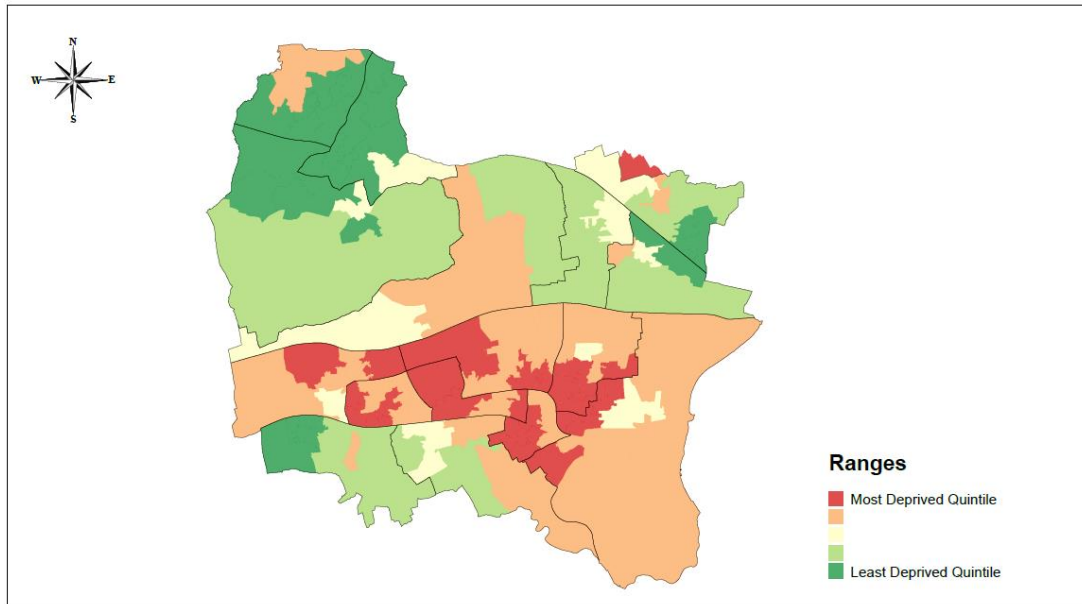 N
W E
S
Ranges
Most Deprived Quintile
Least Deprived Quintile